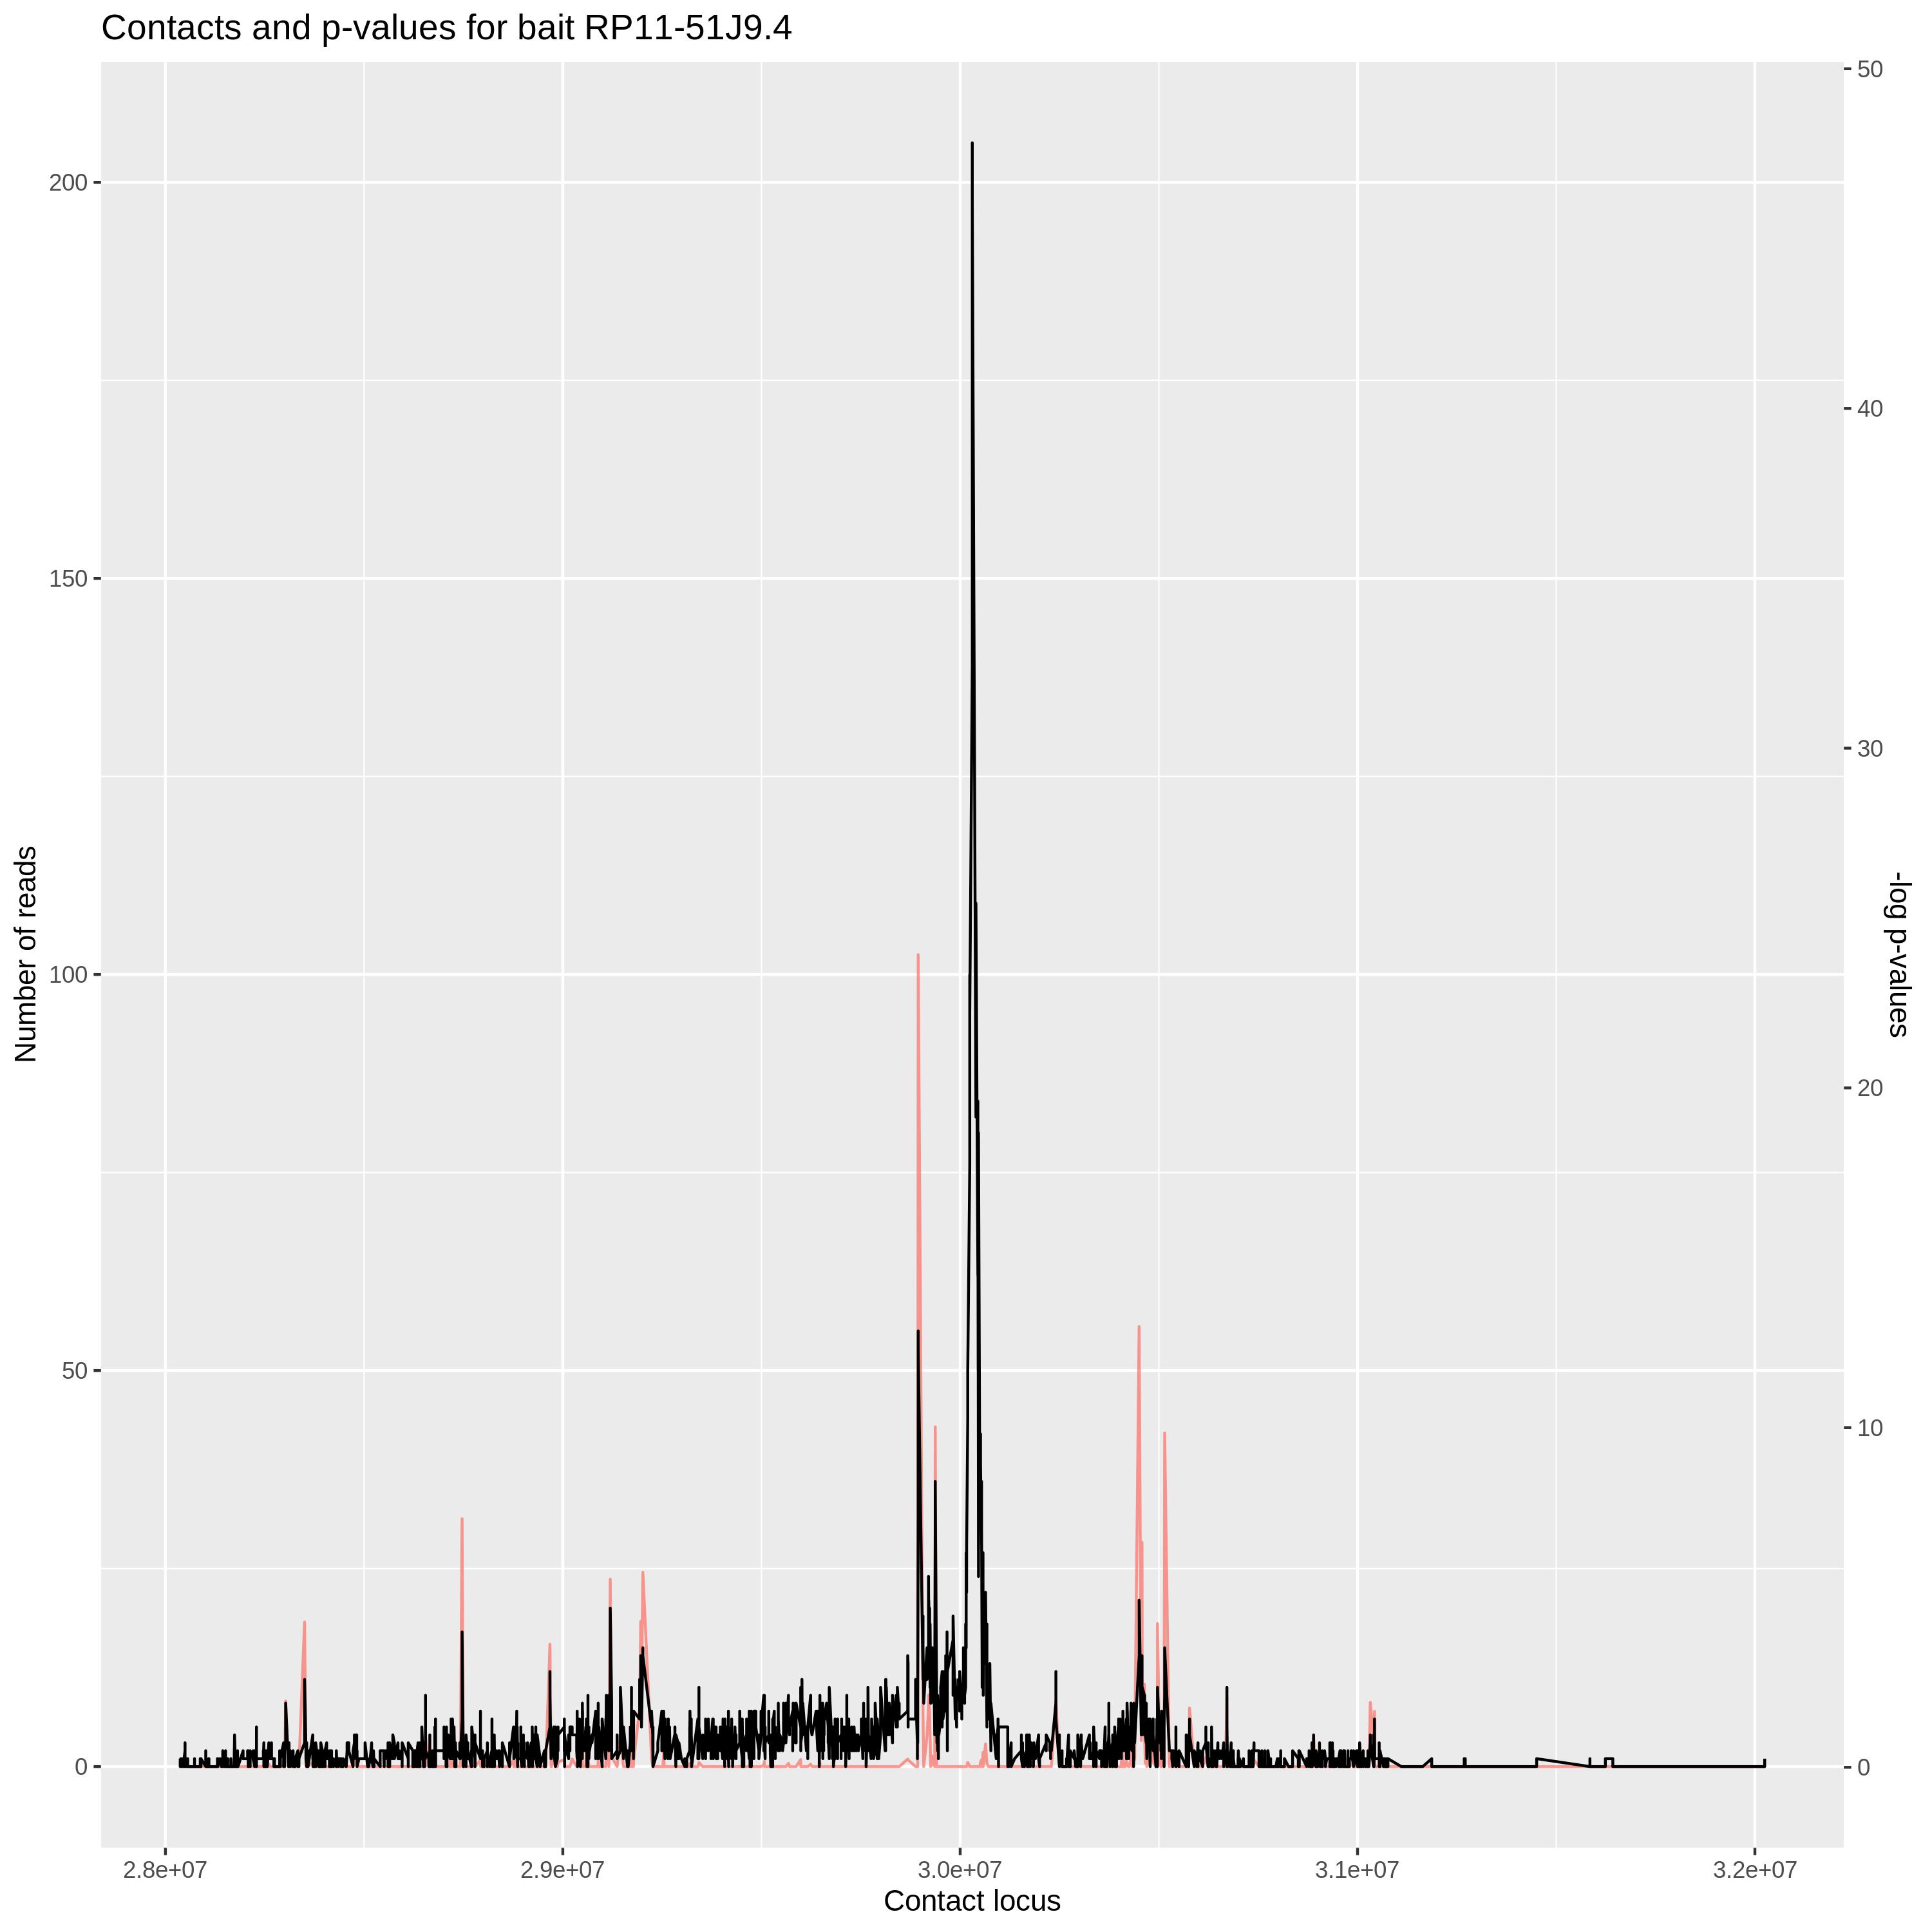 Contacts and p-values for bait RP11-51J9.4
Number of reads
200
150
100
50
0
50
40
30
20
10
0
-log p-values
2.8e+07 2.9e+07 3.0e+07 3.1e+07 3.2e+07
Contact locus